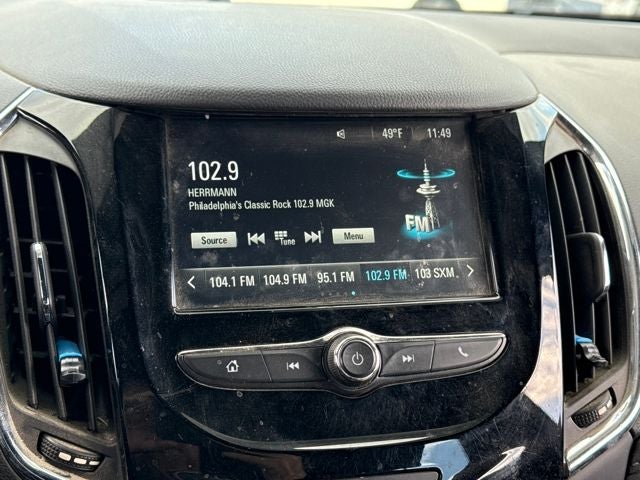 49°F 11:49
102.9
HERRMANN
Philadelphia's Classic Rock 102.9 MGK
FM
Source Tune Menu
104.1 FM 104.9 FM 95.1 FM 102.9 FM 103 SXM